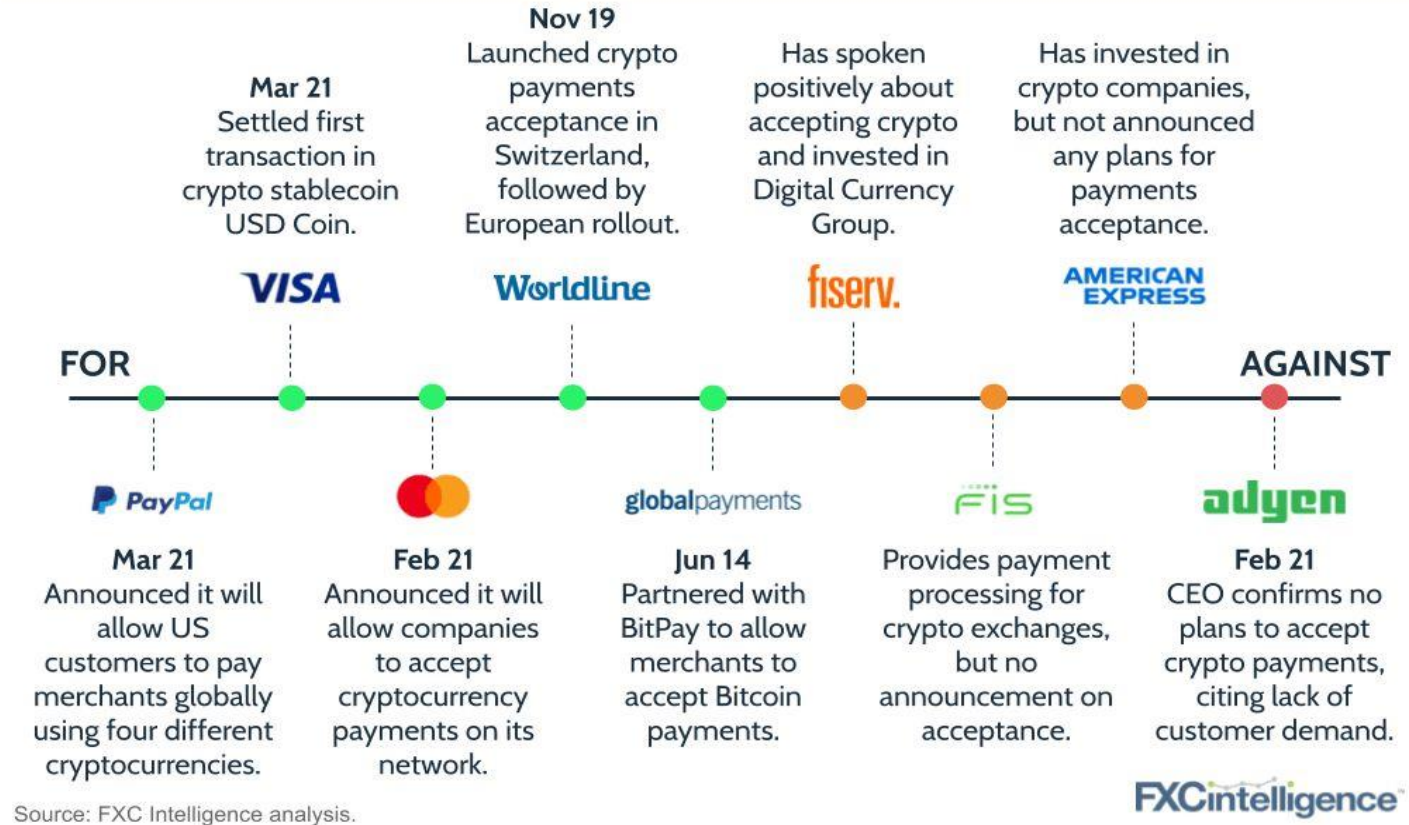 Mar 21
Settled first
transaction in
crypto stablecoin
USD Coin.
VISA
Nov 19
Launched crypto
payments
acceptance in
Switzerland,
followed by
European rollout.
Worldline
Has spoken
positively about
accepting crypto
and invested in
Digital Currency
Group.
fiserv.
Has invested in
crypto companies,
but not announced
any plans for
payments
acceptance.
AMERICAN
EXPRESS
FOR
AGAINST
PayPal
Mar 21
Announced it will
allow US
customers to pay
merchants globally
using four different
cryptocurrencies.
Feb 21
Announced it will
allow companies
to accept
cryptocurrency
payments on its
network.
globalpayments
Jun 14
Partnered with
BitPay to allow
merchants to
accept Bitcoin
payments.
FIS
Provides payment
processing for
crypto exchanges,
but no
announcement on
acceptance.
adyen
Feb 21
CEO confirms no
plans to accept
crypto payments,
citing lack of
customer demand.
Source: FXC Intelligence analysis.
FXCintelligence™